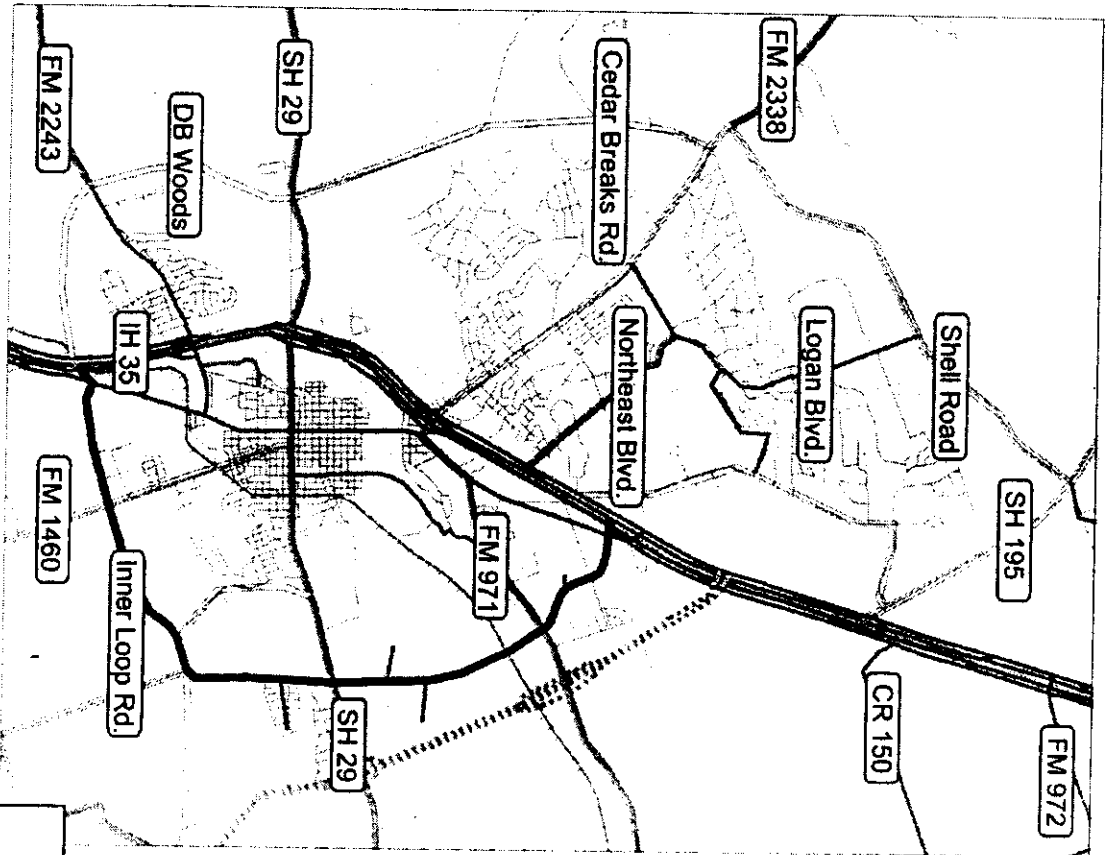 FM 2243
SH 29
DB Woods
Cedar Breaks Rd.
FM 2338
IH 35
Northeast Blvd.
Logan Blvd.
Shell Road
FM 1460
Inner Loop Rd.
FM 971
SH 195
SH 29
CR 150
FM 972